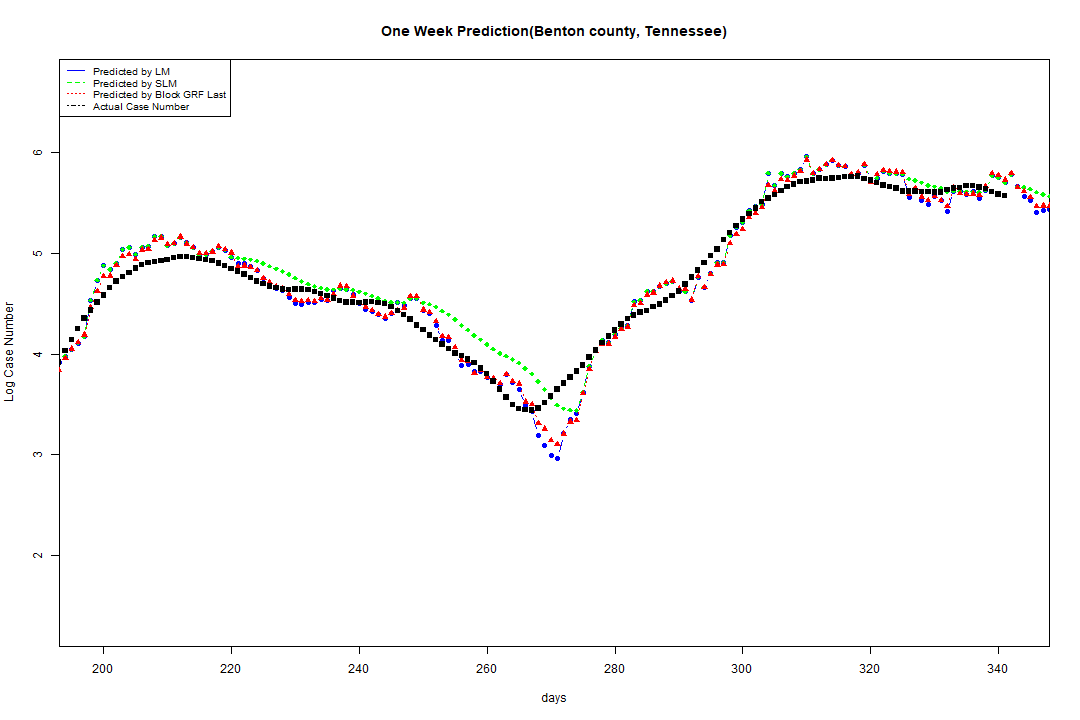 One Week Prediction(Benton county, Tennessee)
Predicted by LM
Predicted by SLM
Predicted by Block GRF Last
Actual Case Number
6
5
4
3
2
Log Case Number
200 220 240 260 280 300 320 340
days